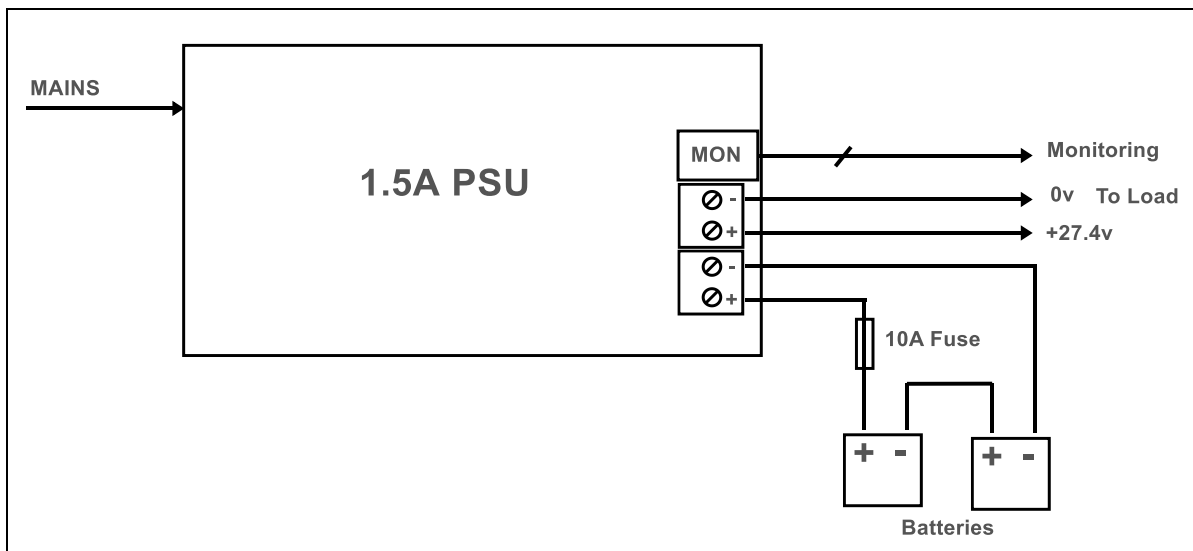 MAINS
1.5A PSU
MON
Monitoring
-
0v To Load
+
+27.4v
-
+
10A Fuse
+ -
+ -
Batteries